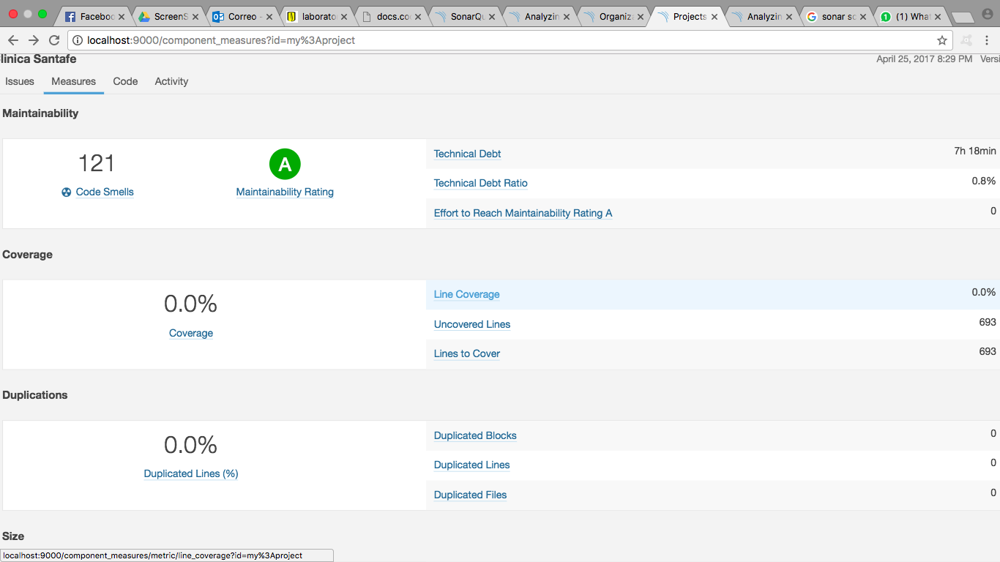 Facebo ScreenS Correo - laborato docs.co SonarQu Analyzin Organiza Projects Analyzin sonar sc (1) Wha
localhost:9000/component_measures?id=my%3Aproject
linica Santafe April 25, 2017 8:29 PM Versi
Issues Measures Code Activity
Maintainability
121
Code Smells
A
Maintainability Rating
Technical Debt 7h 18min
Technical Debt Ratio 0.8%
Effort to Reach Maintainability Rating A 0
Coverage
0.0%
Coverage
Line Coverage 0.0%
Uncovered Lines 693
Lines to Cover 693
Duplications
0.0%
Duplicated Lines (%)
Duplicated Blocks 0
Duplicated Lines 0
Duplicated Files 0
Size
localhost:9000/component_measures/metric/line_coverage?id=my%3Aproject